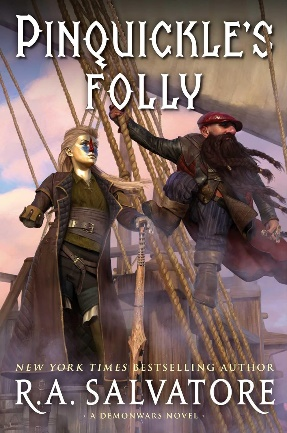 PINQUICKLE'S
FOLLY
NEW YORK TIMES BESTSELLING AUTHOR
R.A. SALVATORE
· A DEMONWARS NOVEL ·